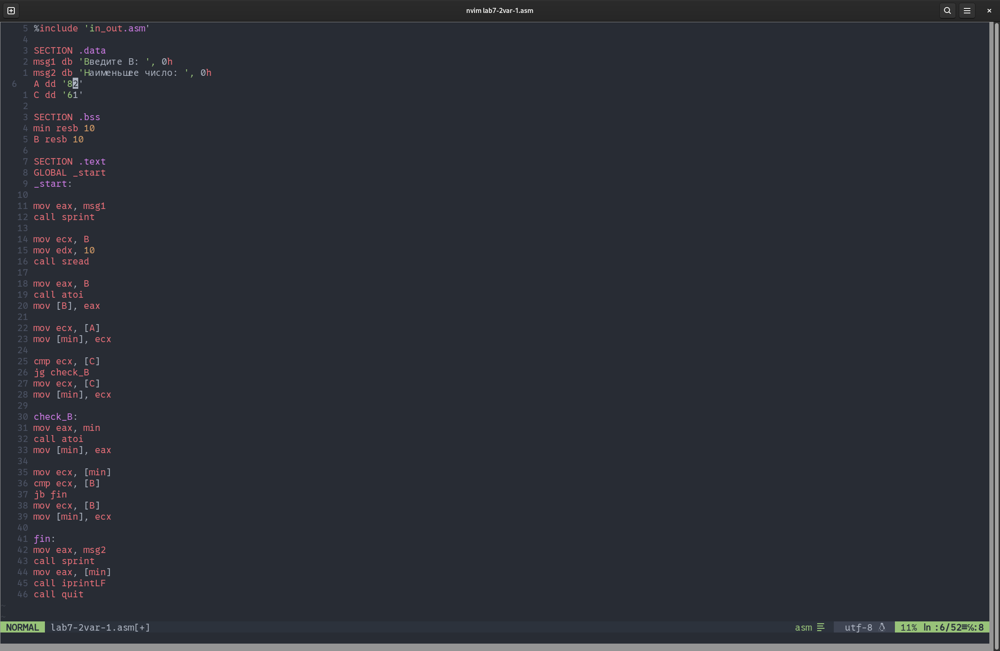 nvim lab7-2var-1.asm
5 %include 'in_out.asm'
4
3 SECTION .data
2 msg1 db 'Введите B: ', 0h
1 msg2 db 'Наименьшее число: ', 0h
6 A dd '82'
1 C dd '61'
2
3 SECTION .bss
4 min resb 10
5 B resb 10
6
7 SECTION .text
8 GLOBAL _start
9 _start:
10
11 mov eax, msg1
12 call sprint
13
14 mov ecx, B
15 mov edx, 10
16 call sread
17
18 mov eax, B
19 call atoi
20 mov [B], eax
21
22 mov ecx, [A]
23 mov [min], ecx
24
25 cmp ecx, [C]
26 jg check_B
27 mov ecx, [C]
28 mov [min], ecx
29
30 check_B:
31 mov eax, min
32 call atoi
33 mov [min], eax
34
35 mov ecx, [min]
36 cmp ecx, [B]
37 jb fin
38 mov ecx, [B]
39 mov [min], ecx
40
41 fin:
42 mov eax, msg2
43 call sprint
44 mov eax, [min]
45 call iprintLF
46 call quit
~
~
NORMAL lab7-2var-1.asm[+] asm utf-8 11% ln :6/52≡℅:8